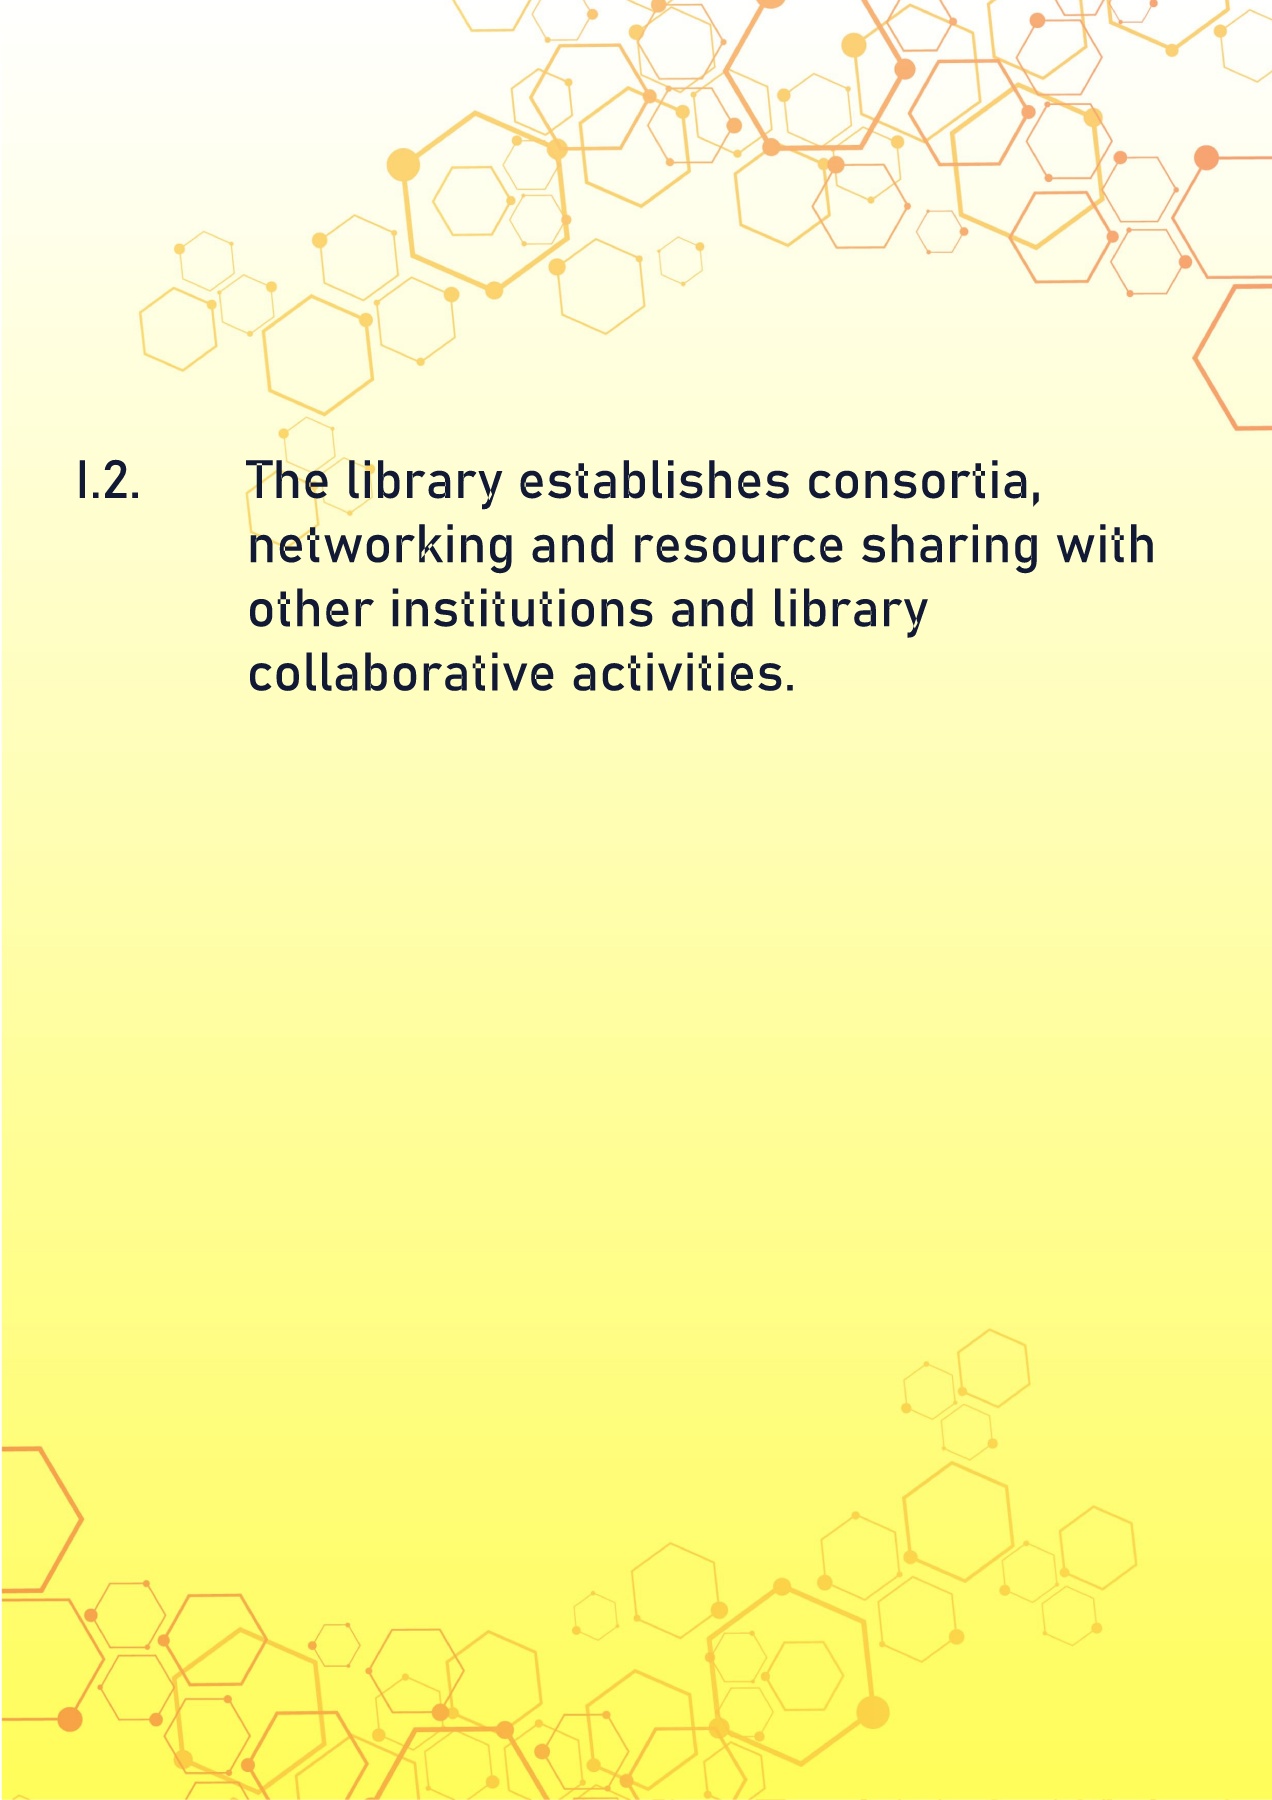 I.2. The library establishes consortia,
networking and resource sharing with
other institutions and library
collaborative activities.